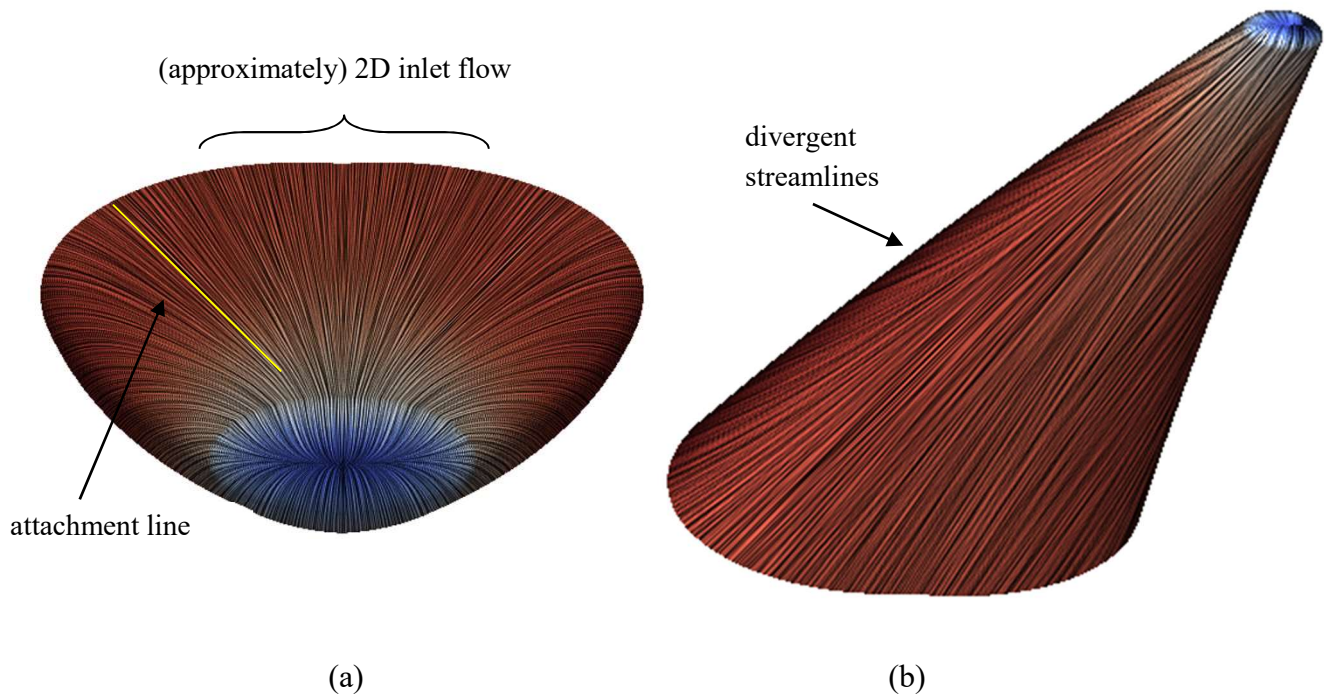 (approximately) 2D inlet flow
divergent
streamlines
attachment line
(a)
(b)